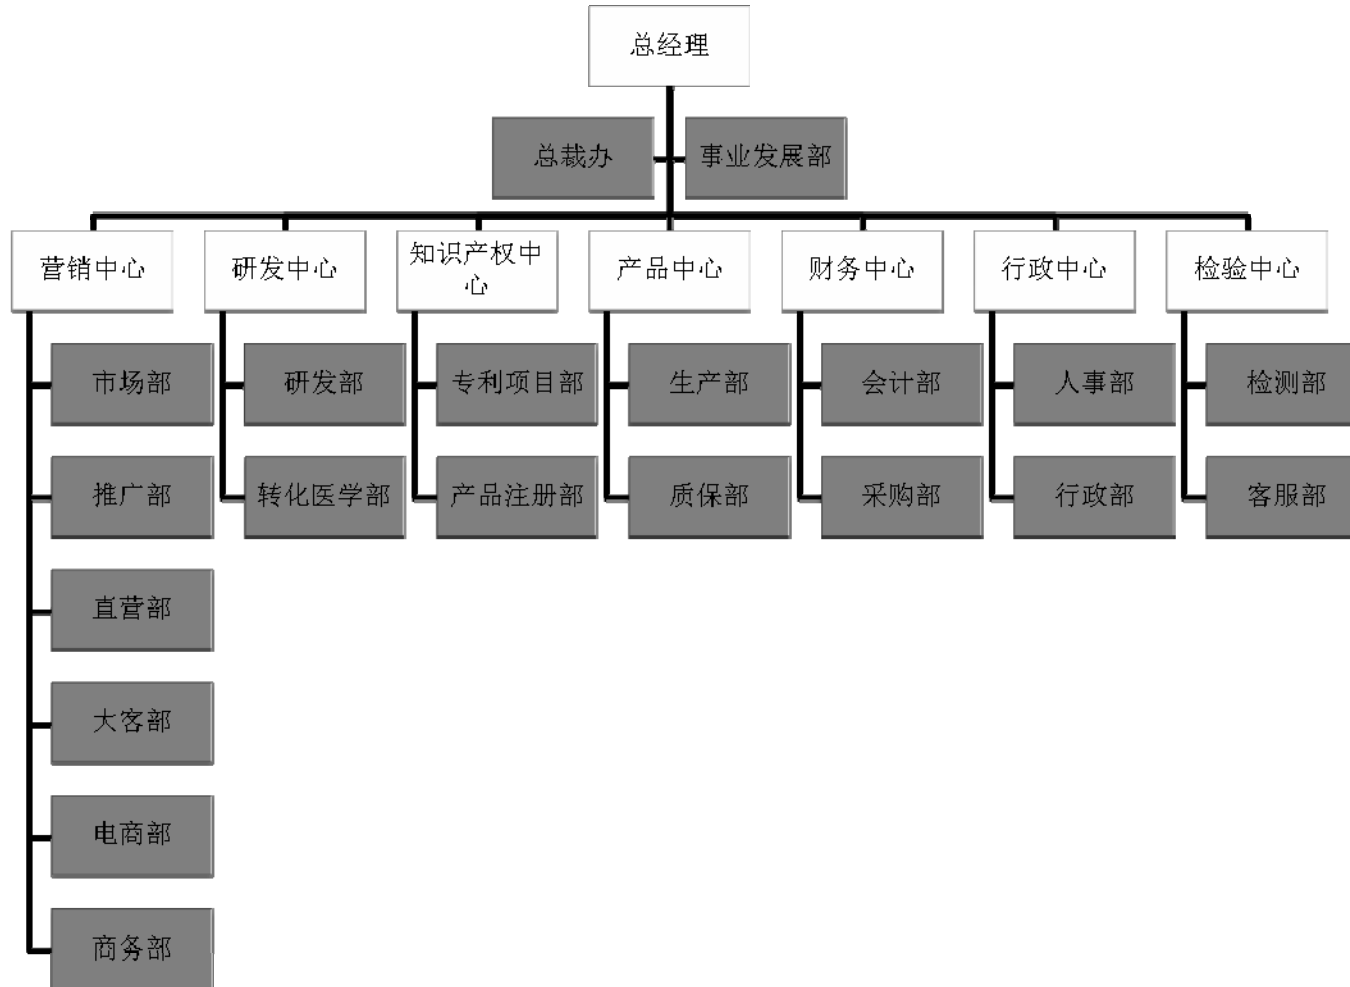 总经理
总裁办
事业发展部
营销中心
研发中心
知识产权中
心
产品中心
财务中心
行政中心
检验中心
市场部
研发部
专利项目部
生产部
会计部
人事部
检测部
推广部
转化医学部
产品注册部
质保部
采购部
行政部
客服部
直营部
大客部
电商部
商务部